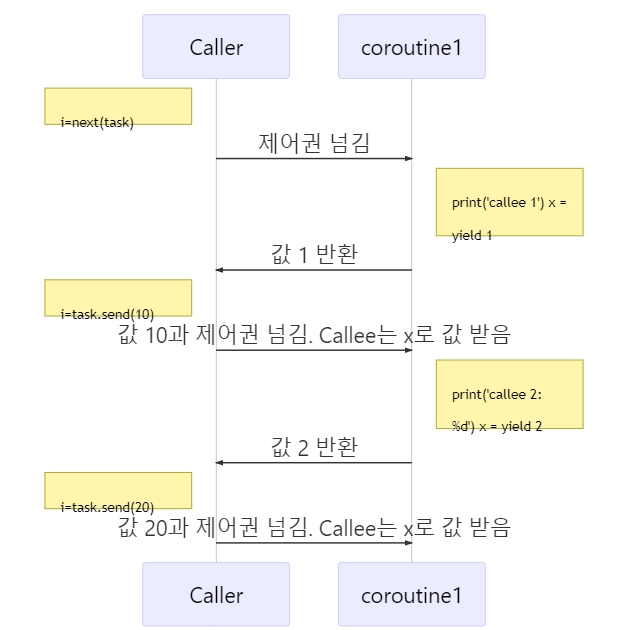 Caller
coroutine1
i=next(task)
제어권 넘김
print('callee 1') x =
yield 1
값 1 반환
i=task.send(10)
값 10과 제어권 넘김. Callee는 x로 값 받음
print('callee 2:
%d') x = yield 2
값 2 반환
i=task.send(20)
값 20과 제어권 넘김. Callee는 x로 값 받음
Caller
coroutine1